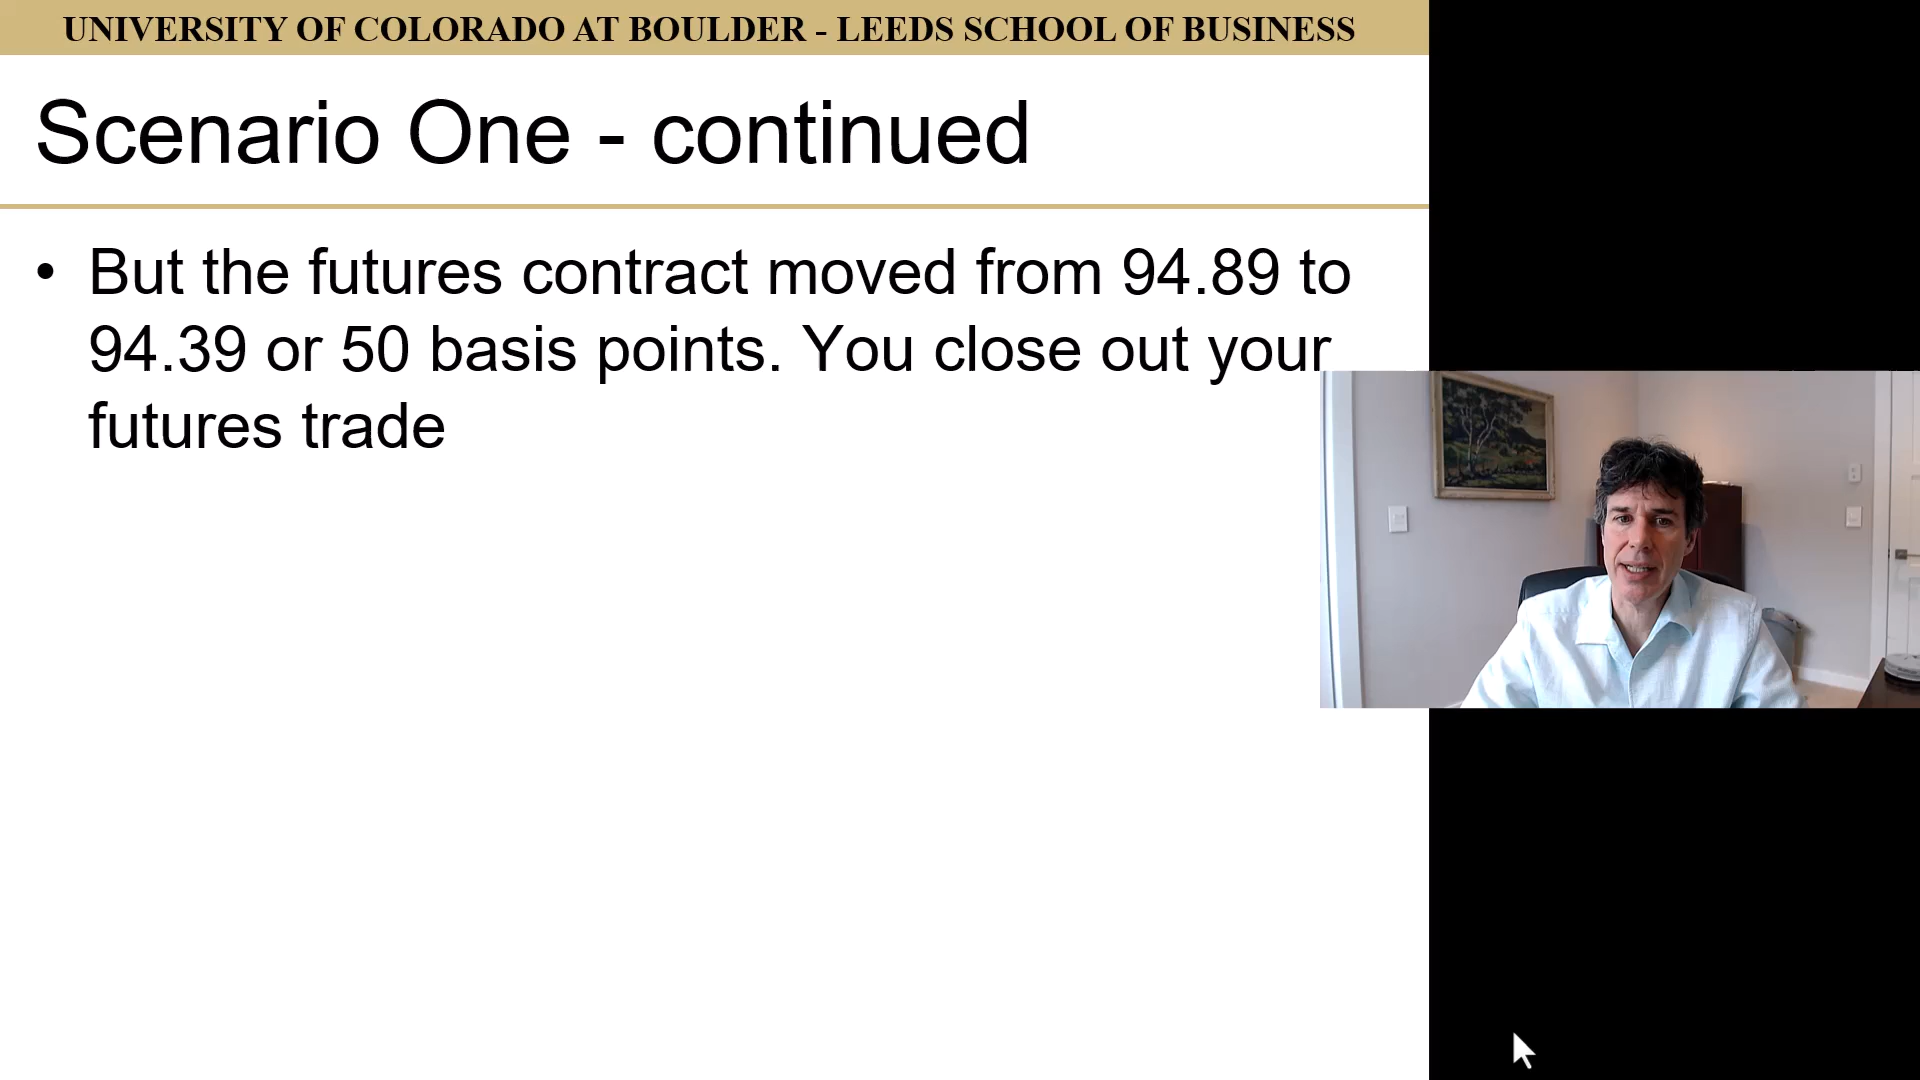 UNIVERSITY OF COLORADO AT BOULDER - LEEDS SCHOOL OF BUSINESS
Scenario One - continued
• But the futures contract moved from 94.89 to
94.39 or 50 basis points. You close out your
futures trade